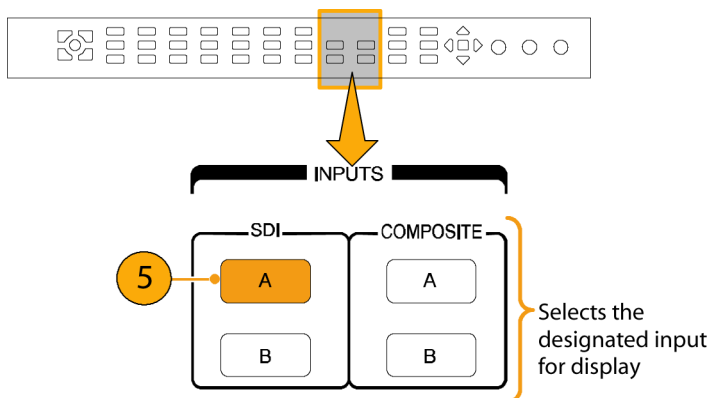 INPUTS
SDI
COMPOSITE
5
A
A
B
B
Selects the
designated input
for display